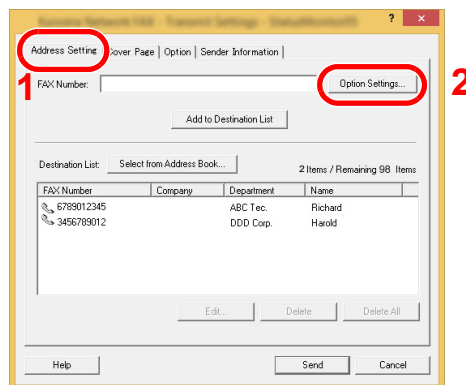 ? ×
Address Setting Cover Page Option Sender Information
1 FAX Number: Option Settings... 2
Add to Destination List
Destination List: Select from Address Book... 2 Items / Remaining 98 Items
FAX Number Company Department Name
6789012345 ABC Tec. Richard
3456789012 DDD Corp. Harold
Edit... Delete Delete All
Help Send Cancel